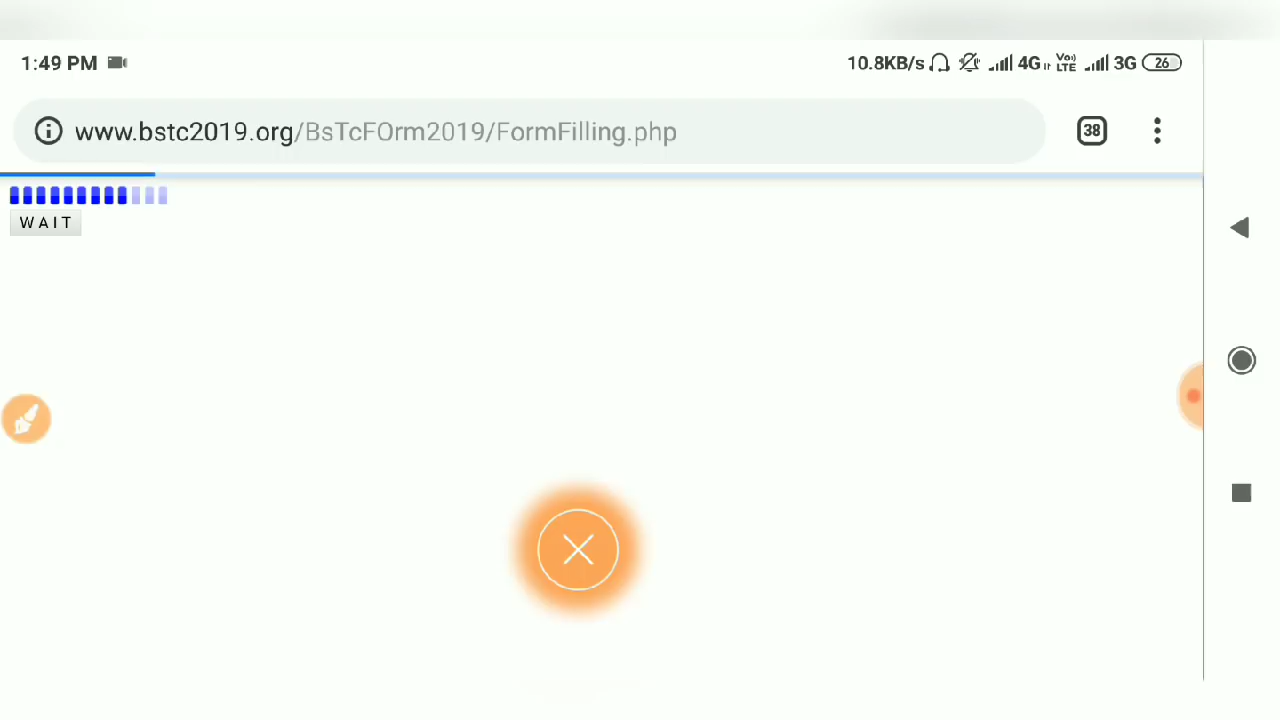 1:49 PM 10.8KB/s 4G Vo) LTE 3G 26
www.bstc2019.org/BsTcFOrm2019/FormFilling.php 38
WAIT